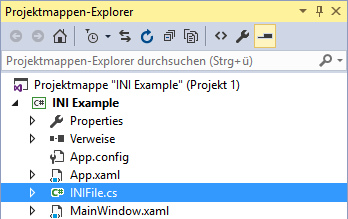 Projektmappen-Explorer
Projektmappen-Explorer durchsuchen (Strg+ü)
Projektmappe "INI Example" (Projekt 1)
C# INI Example
Properties
Verweise
App.config
App.xaml
C# INIFile.cs
MainWindow.xaml